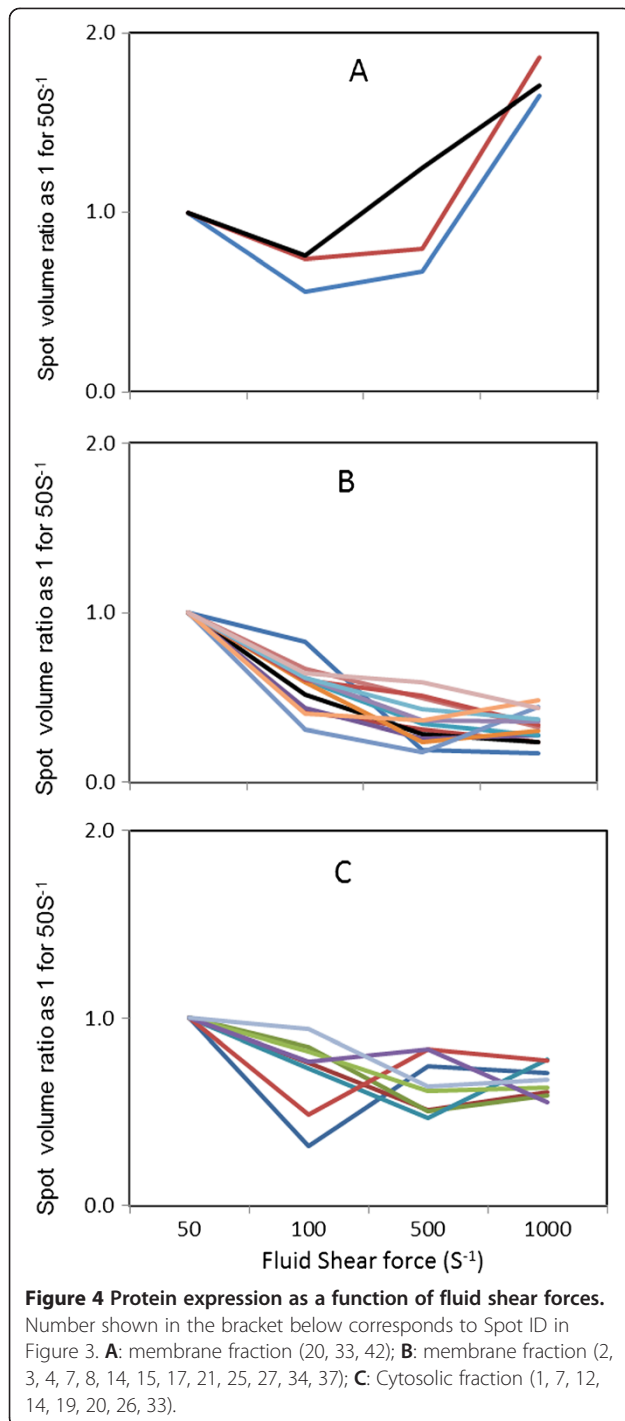 2.0
A
Spot volume ratio as 1 for 50S-1
1.0
0.0
2.0
B
Spot volume ratio as 1 for 50S-1
1.0
0.0
2.0
C
Spot volume ratio as 1 for 50S-1
1.0
0.0
50 100 500 1000
Fluid Shear force (S-1)
Figure 4 Protein expression as a function of fluid shear forces.
Number shown in the bracket below corresponds to Spot ID in
Figure 3. A: membrane fraction (20, 33, 42); B: membrane fraction (2,
3, 4, 7, 8, 14, 15, 17, 21, 25, 27, 34, 37); C: Cytosolic fraction (1, 7, 12,
14, 19, 20, 26, 33).